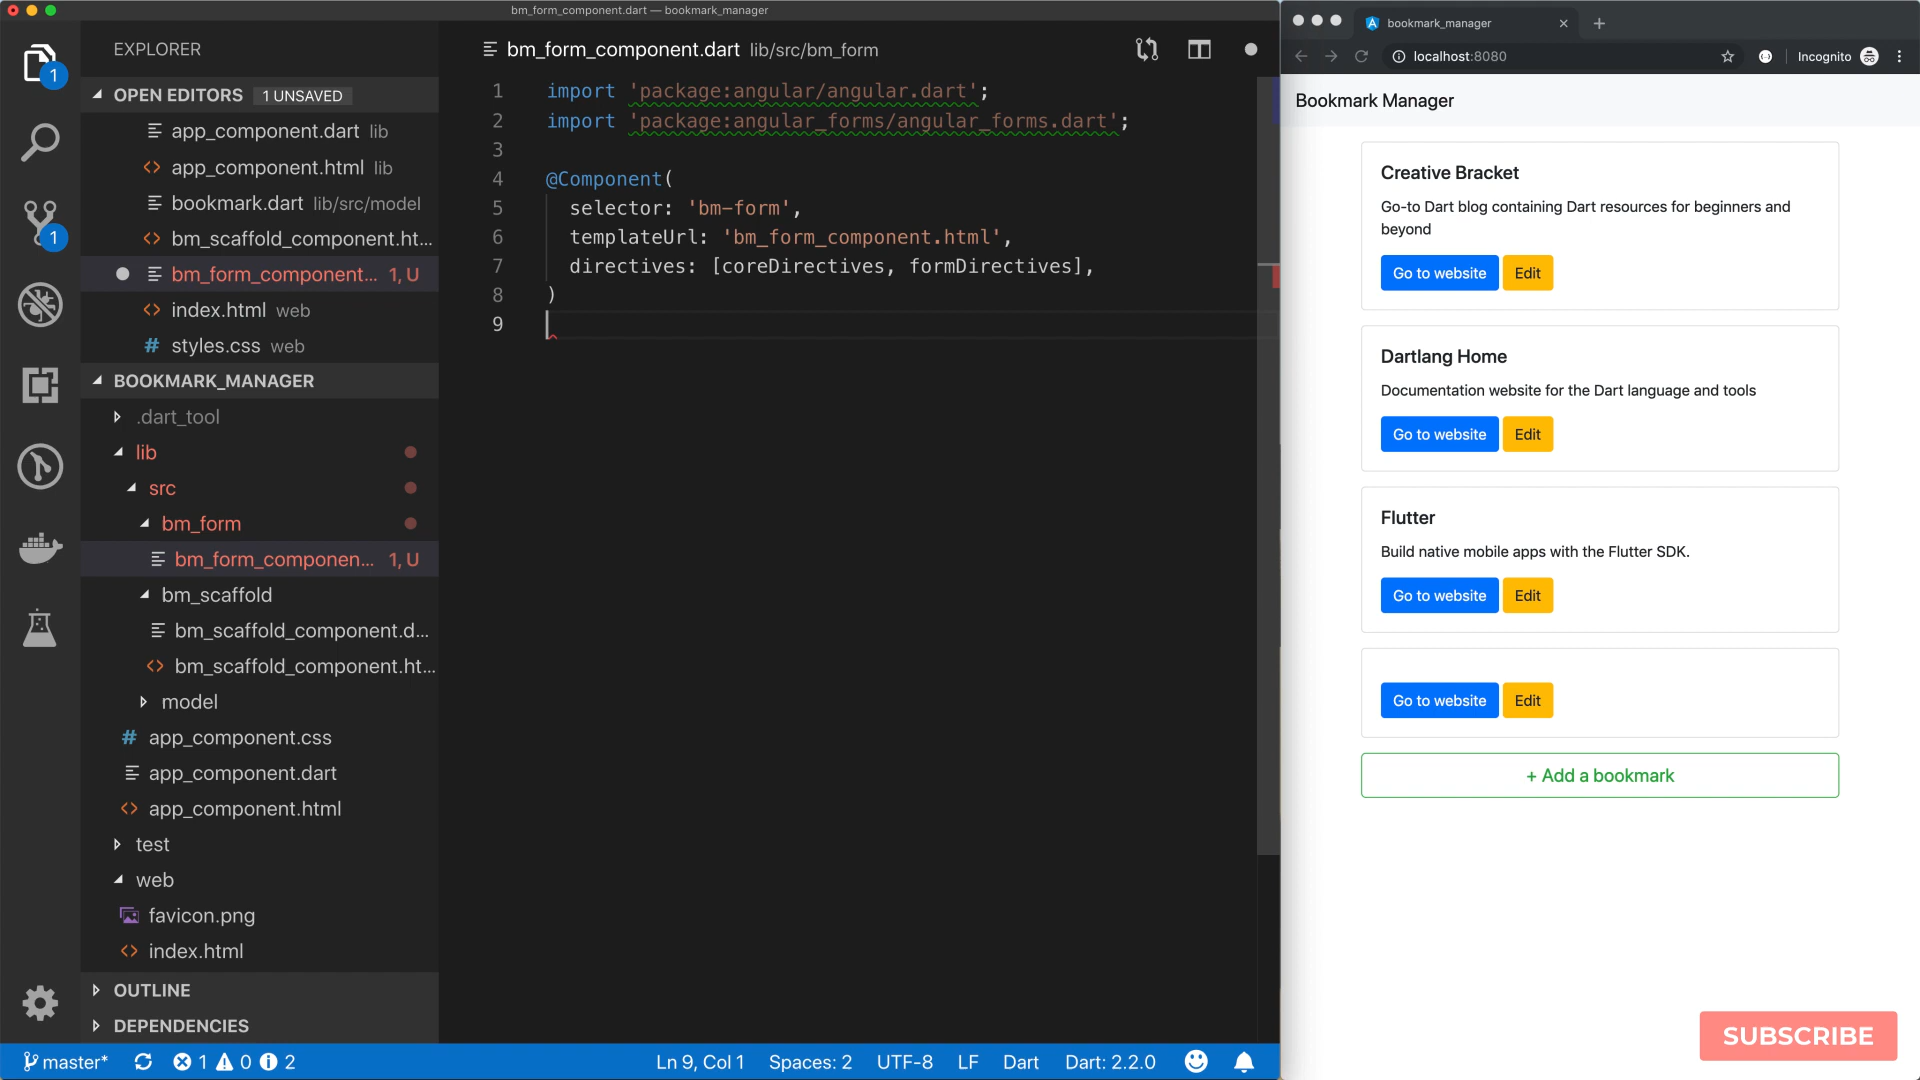 bm_form_component.dart — bookmark_manager
EXPLORER
OPEN EDITORS 1 UNSAVED
app_component.dart lib
app_component.html lib
bookmark.dart lib/src/model
bm_scaffold_component.ht...
bm_form_component... 1, U
index.html web
# styles.css web
BOOKMARK_MANAGER
.dart_tool
lib
src
bm_form
bm_form_componen... 1, U
bm_scaffold
bm_scaffold_component.d...
bm_scaffold_component.ht...
model
# app_component.css
app_component.dart
app_component.html
test
web
favicon.png
index.html
OUTLINE
DEPENDENCIES
1
1
bm_form_component.dart lib/src/bm_form
1 import 'package:angular/angular.dart';
2 import 'package:angular_forms/angular_forms.dart';
3
4 @Component(
5 selector: 'bm-form',
6 templateUrl: 'bm_form_component.html',
7 directives: [coreDirectives, formDirectives],
8 )
9
master* 1 0 2 Ln 9, Col 1 Spaces: 2 UTF-8 LF Dart Dart: 2.2.0
bookmark_manager
localhost:8080 Incognito
Bookmark Manager
Creative Bracket
Go-to Dart blog containing Dart resources for beginners and
beyond
Go to website Edit
Dartlang Home
Documentation website for the Dart language and tools
Go to website Edit
Flutter
Build native mobile apps with the Flutter SDK.
Go to website Edit
Go to website Edit
+ Add a bookmark
SUBSCRIBE